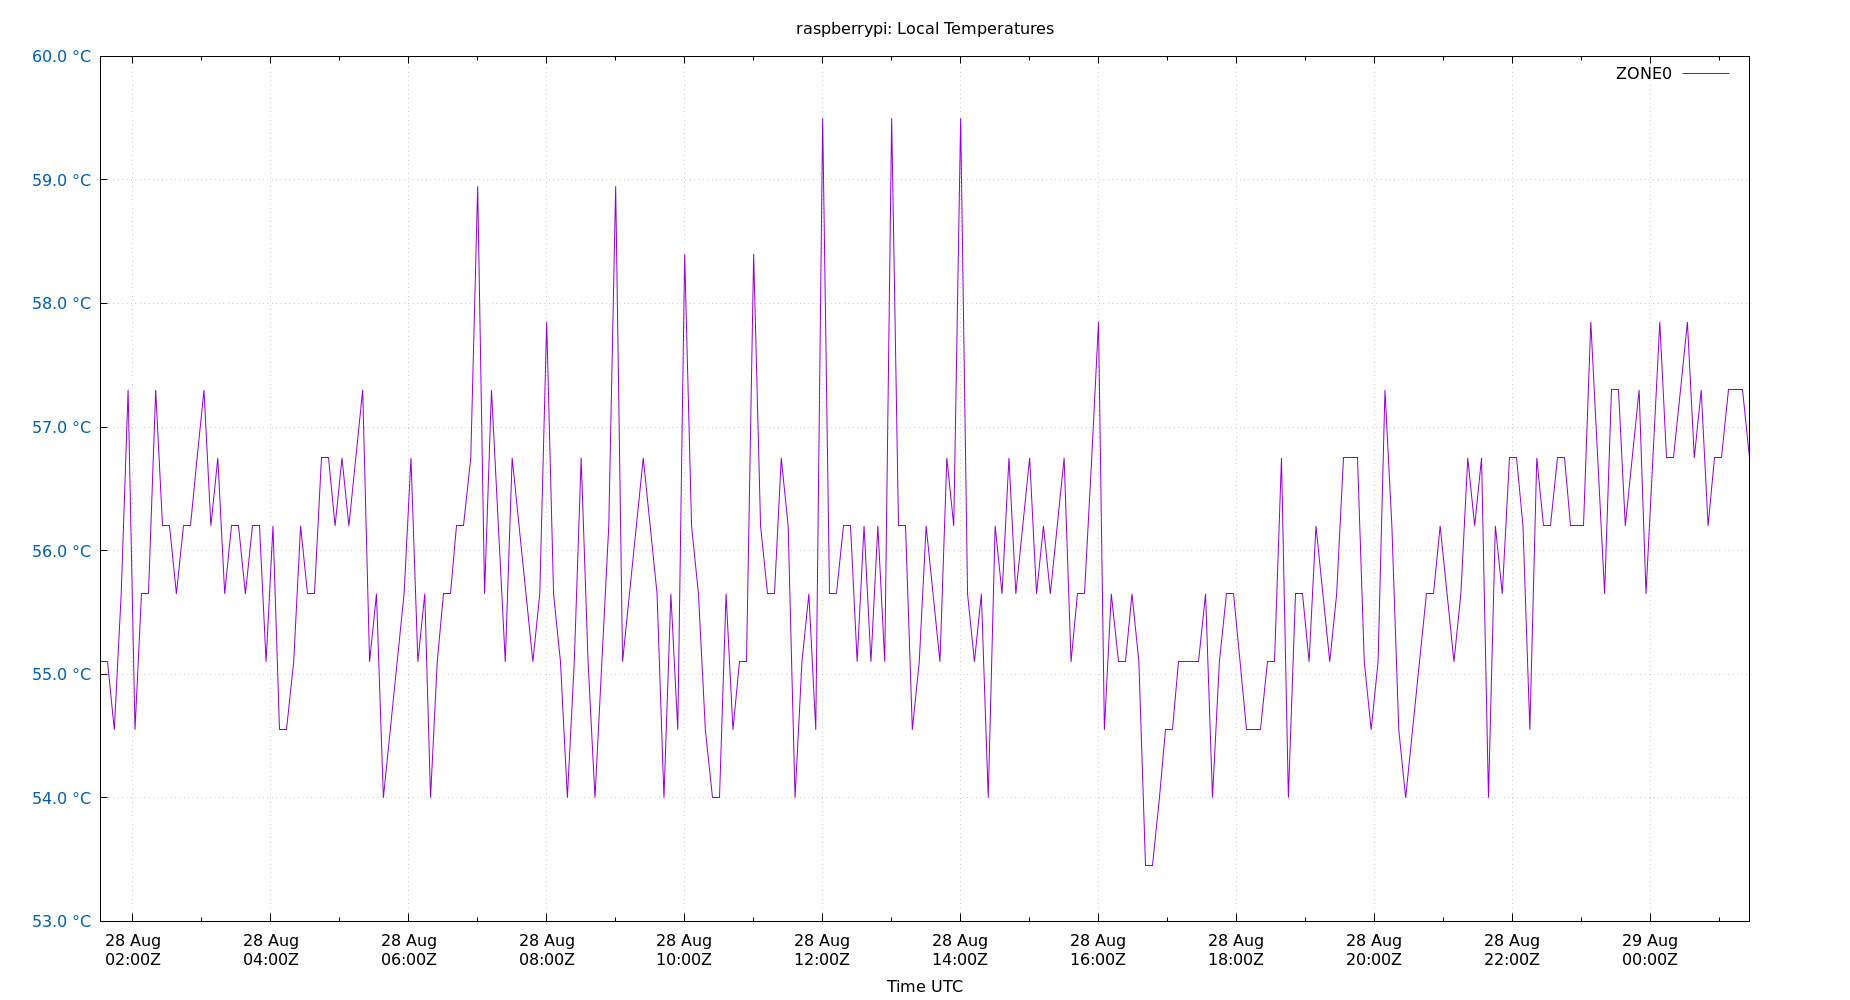 raspberrypi: Local Temperatures
60.0 °C
ZONE0
59.0 °C
58.0 °C
57.0 °C
56.0 °C
55.0 °C
54.0 °C
53.0 °C
28 Aug 28 Aug 28 Aug 28 Aug 28 Aug 28 Aug 28 Aug 28 Aug 28 Aug 28 Aug 28 Aug 29 Aug
02:00Z 04:00Z 06:00Z 08:00Z 10:00Z 12:00Z 14:00Z 16:00Z 18:00Z 20:00Z 22:00Z 00:00Z
Time UTC